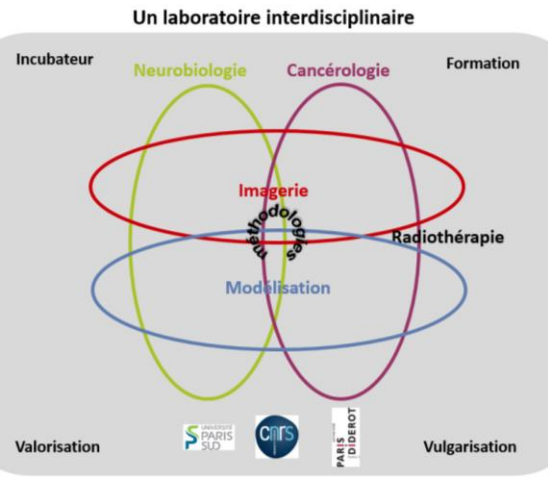 Un laboratoire interdisciplinaire
Incubateur
Formation
Neurobiologie
Cancérologie
Imagerie
méthodologies
Radiothérapie
Modélisation
Valorisation
Vulgarisation
UNIVERSITÉ
PARIS
SUD
cnrs
PARIS
DIDEROT